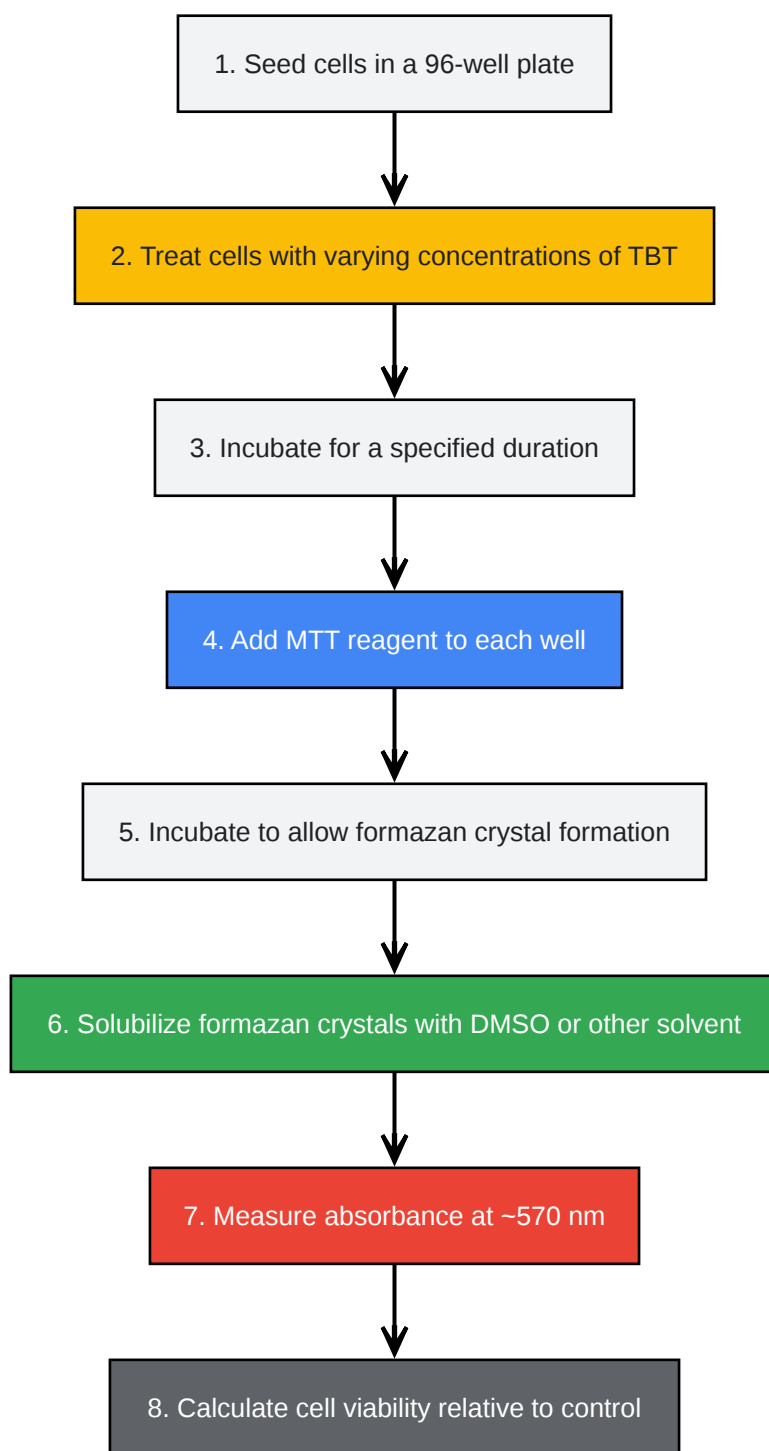 1. Seed cells in a 96-well plate
2. Treat cells with varying concentrations of TBT
3. Incubate for a specified duration
4. Add MTT reagent to each well
5. Incubate to allow formazan crystal formation
6. Solubilize formazan crystals with DMSO or other solvent
7. Measure absorbance at ~570 nm
8. Calculate cell viability relative to control